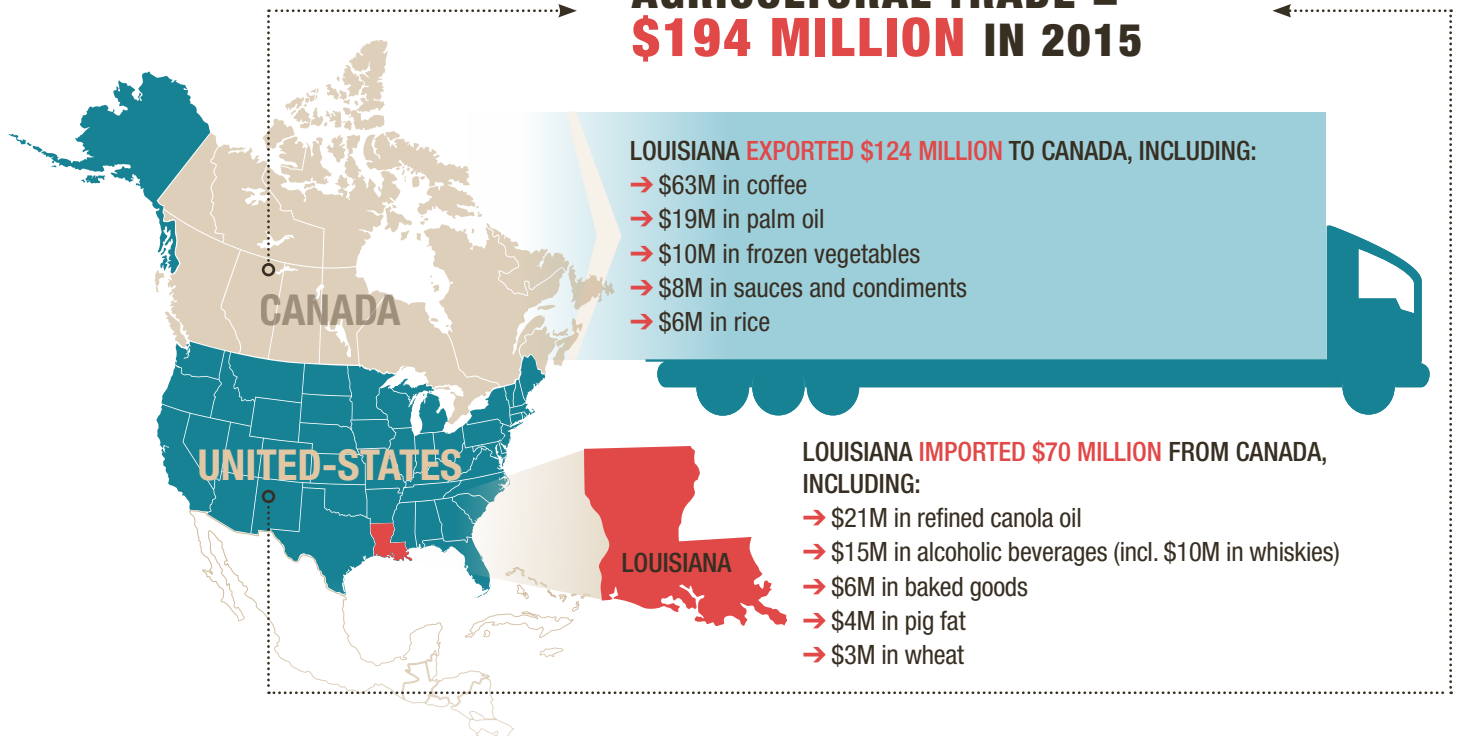 AGRICULTURAL TRADE =
$194 MILLION IN 2015
LOUISIANA EXPORTED $124 MILLION TO CANADA, INCLUDING:
➔ $63M in coffee
➔ $19M in palm oil
➔ $10M in frozen vegetables
➔ $8M in sauces and condiments
➔ $6M in rice
CANADA
UNITED-STATES
LOUISIANA
LOUISIANA IMPORTED $70 MILLION FROM CANADA,
INCLUDING:
➔ $21M in refined canola oil
➔ $15M in alcoholic beverages (incl. $10M in whiskies)
➔ $6M in baked goods
➔ $4M in pig fat
➔ $3M in wheat